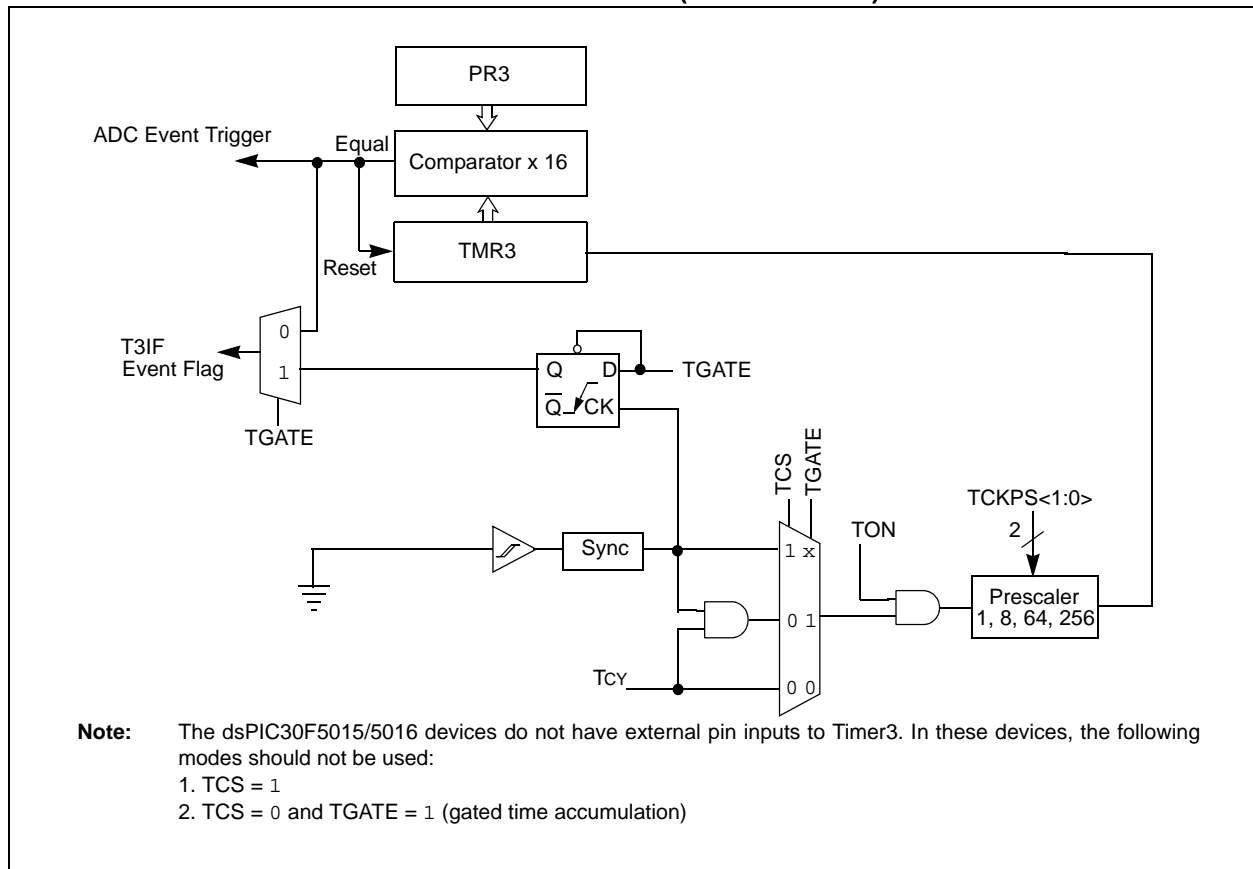 PR3
ADC Event Trigger
Equal
Comparator x 16
TMR3
Reset
0
T3IF
Event Flag
1
Q
D
TGATE
Q CK
TGATE
TCS
TGATE
TCKPS<1:0>
2
TON
Sync
1 x
Prescaler
1, 8, 64, 256
0 1
TCY
0 0
Note: The dsPIC30F5015/5016 devices do not have external pin inputs to Timer3. In these devices, the following
modes should not be used:
1. TCS = 1
2. TCS = 0 and TGATE = 1 (gated time accumulation)